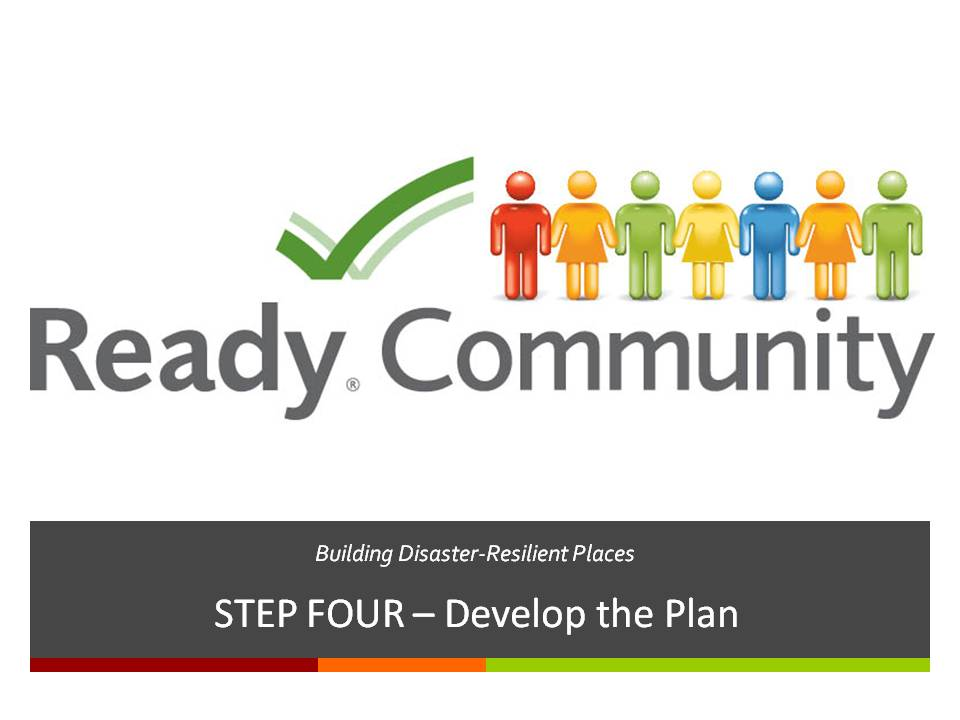 Ready® Community
Building Disaster-Resilient Places
STEP FOUR – Develop the Plan